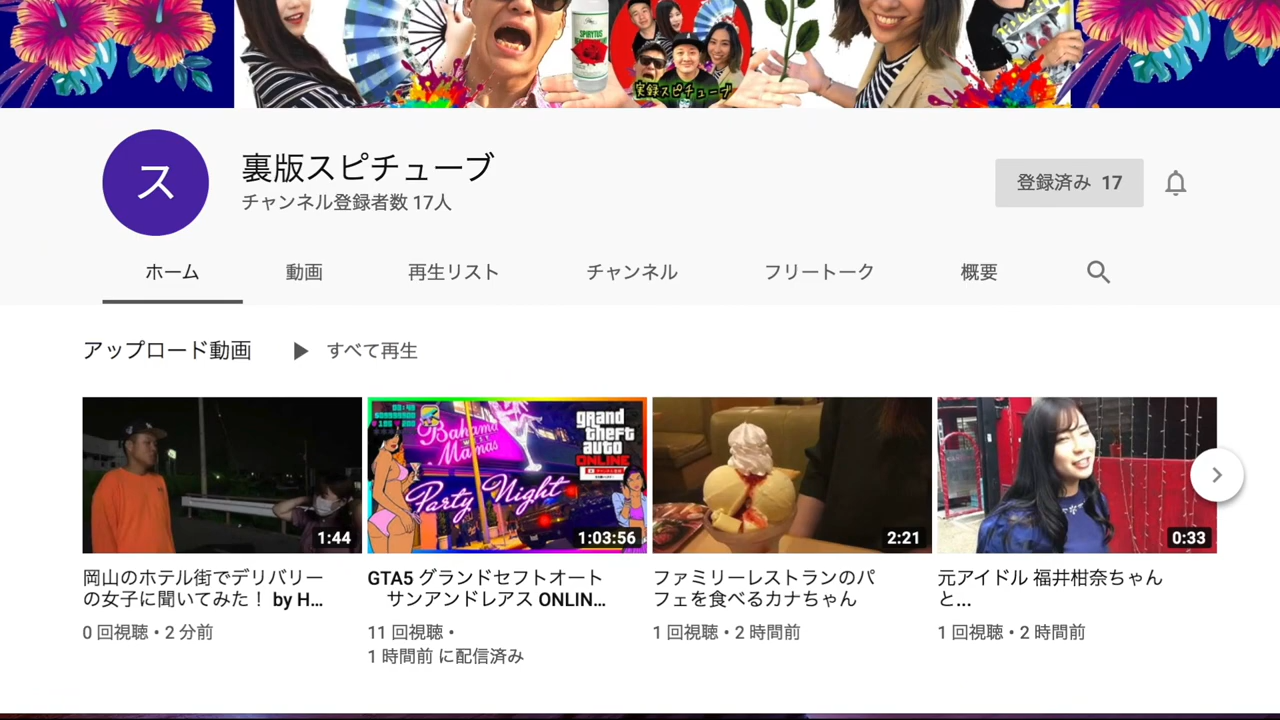 SPIRYTUS
実録スピチューブ
ス
裏版スピチューブ
チャンネル登録者数 17人
登録済み 17
ホーム
動画
再生リスト
チャンネル
フリートーク
概要
アップロード動画
すべて再生
1:44
Bahama
Mamas
Party Night
grand
theft
auto
ONLINE
1:03:56
2:21
0:33
岡山のホテル街でデリバリー
の女子に聞いてみた！ by H...
0 回視聴・2 分前
GTA5 グランドセフトオート
サンアンドレアス ONLIN...
11 回視聴・
1 時間前 に配信済み
ファミリーレストランのパ
フェを食べるカナちゃん
1 回視聴・2 時間前
元アイドル 福井柑奈ちゃん
と...
1 回視聴・2 時間前